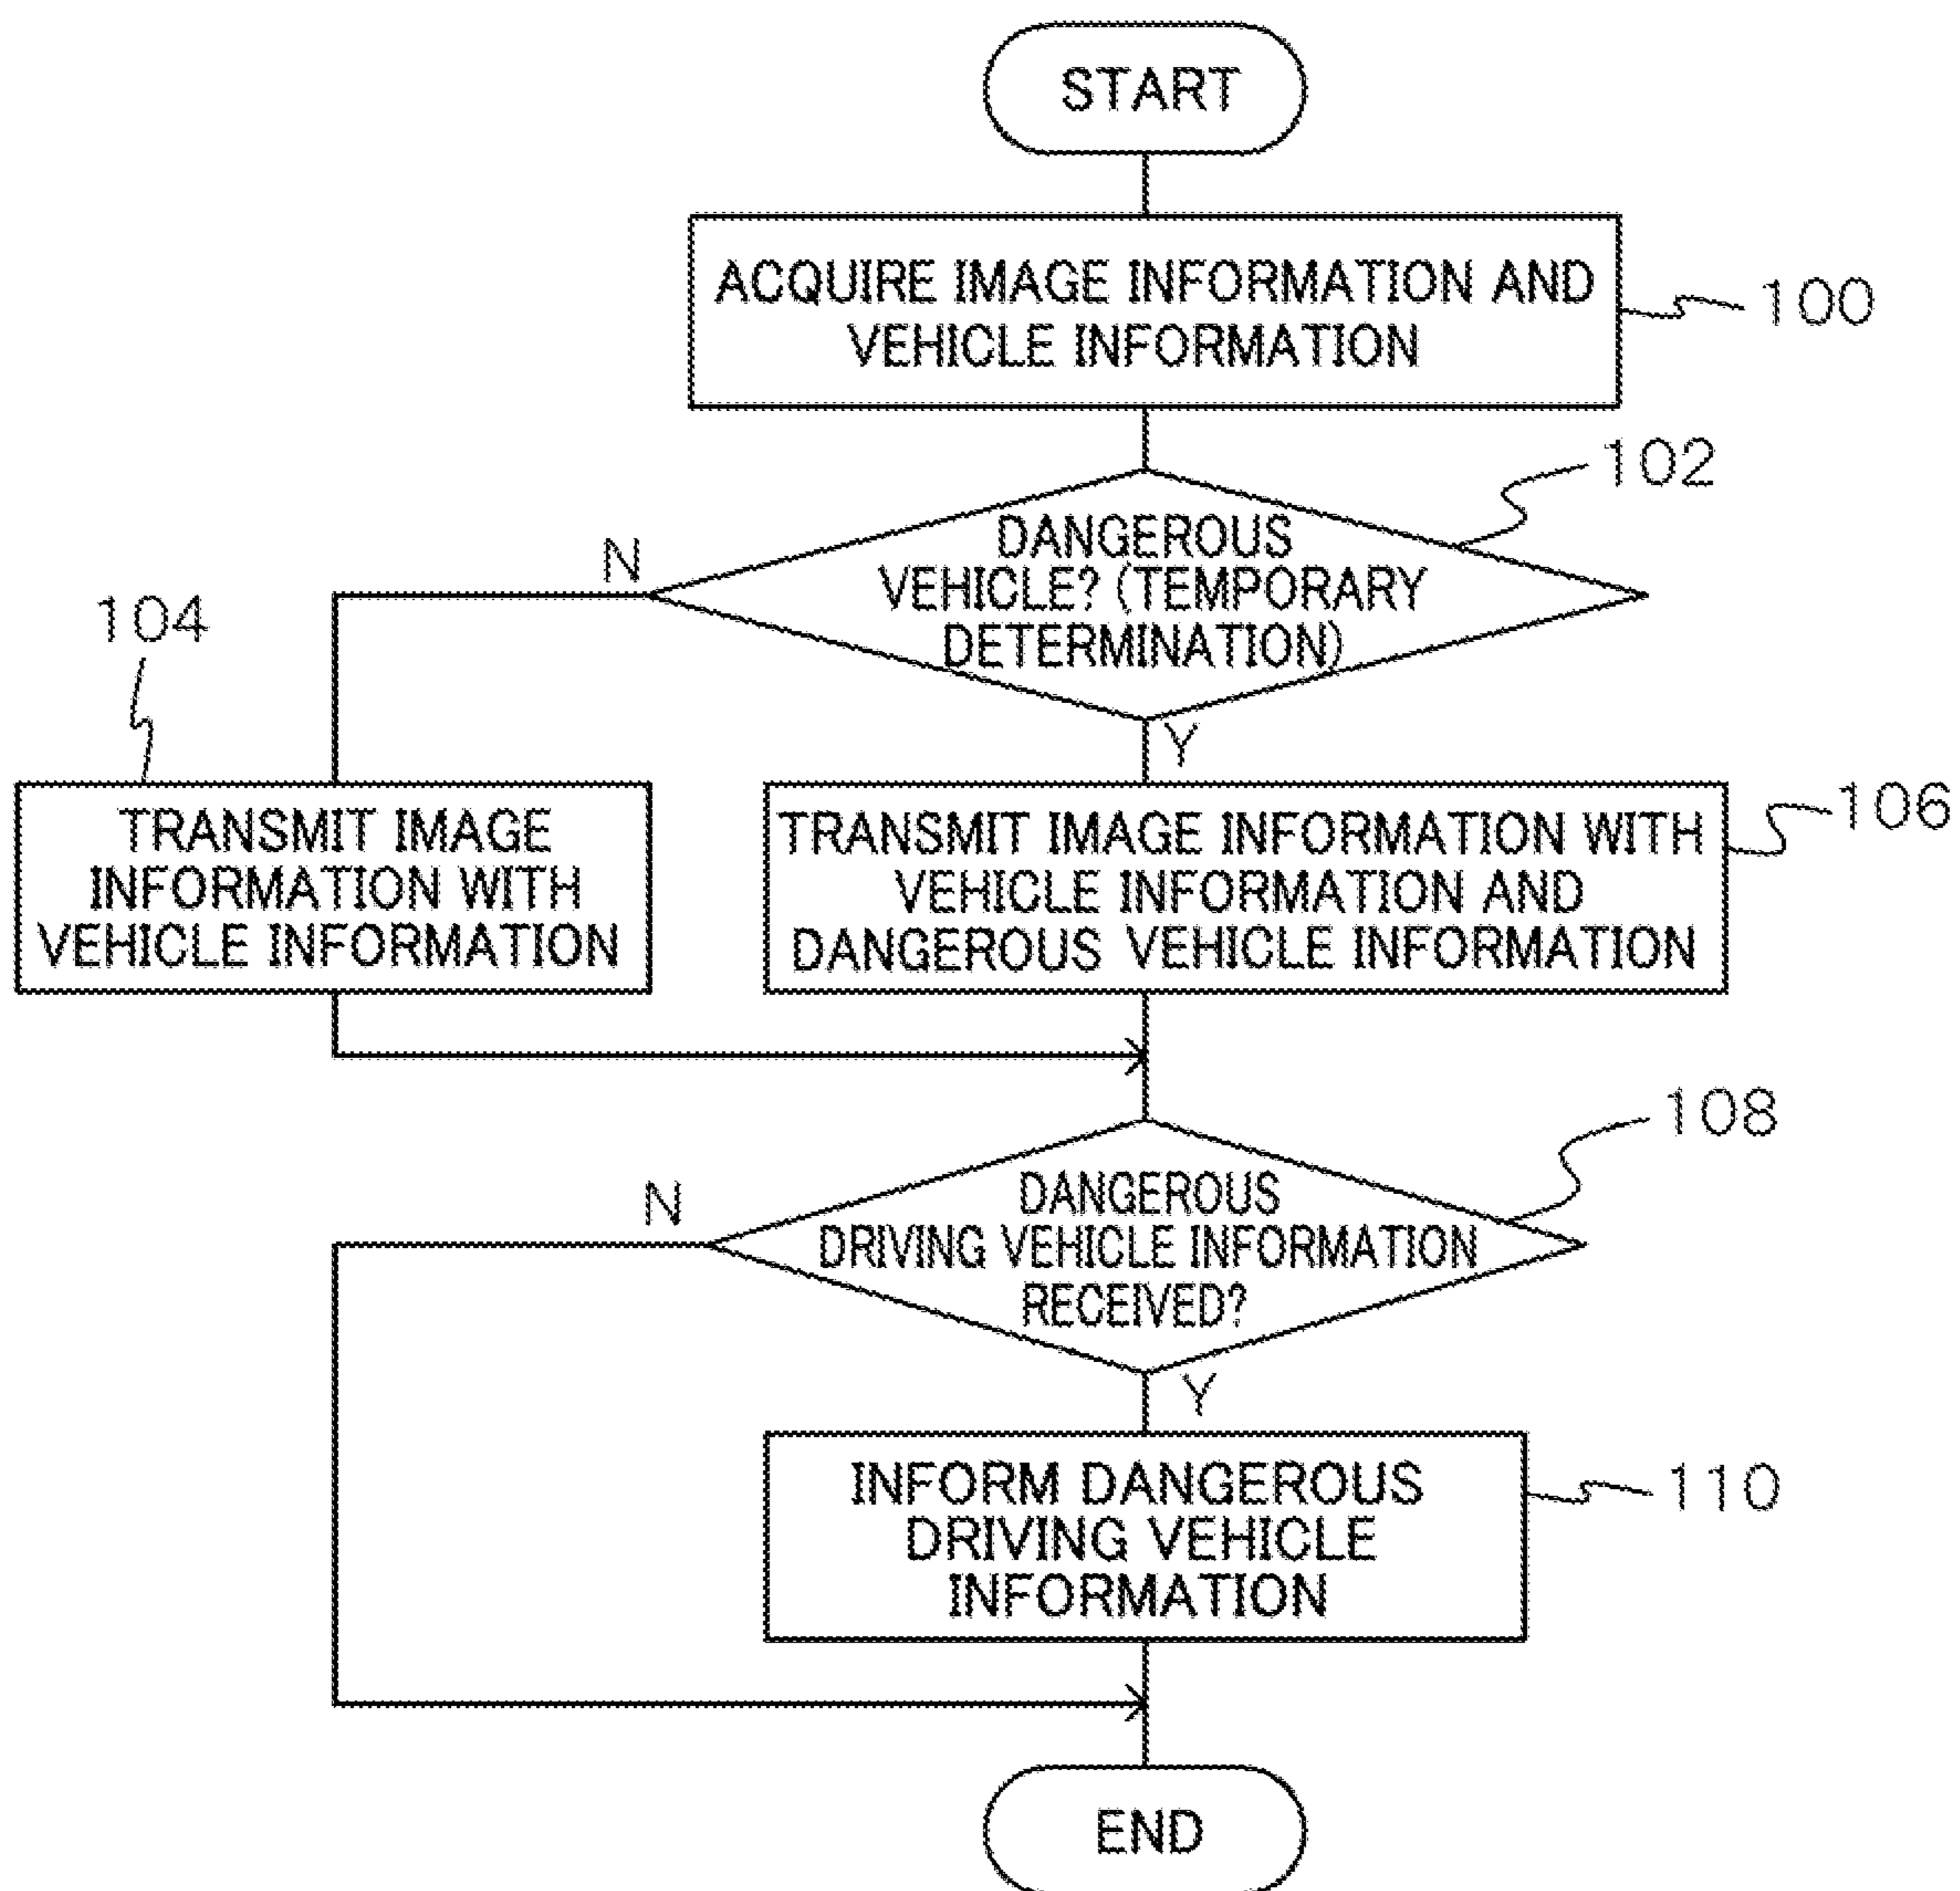 START
ACQUIRE IMAGE INFORMATION AND
VEHICLE INFORMATION
100
102
DANGEROUS
VEHICLE? (TEMPORARY
DETERMINATION)
N
Y
104
TRANSMIT IMAGE
INFORMATION WITH
VEHICLE INFORMATION
TRANSMIT IMAGE INFORMATION WITH
VEHICLE INFORMATION AND
DANGEROUS VEHICLE INFORMATION
106
108
DANGEROUS
DRIVING VEHICLE INFORMATION
RECEIVED?
N
Y
INFORM DANGEROUS
DRIVING VEHICLE
INFORMATION
110
END